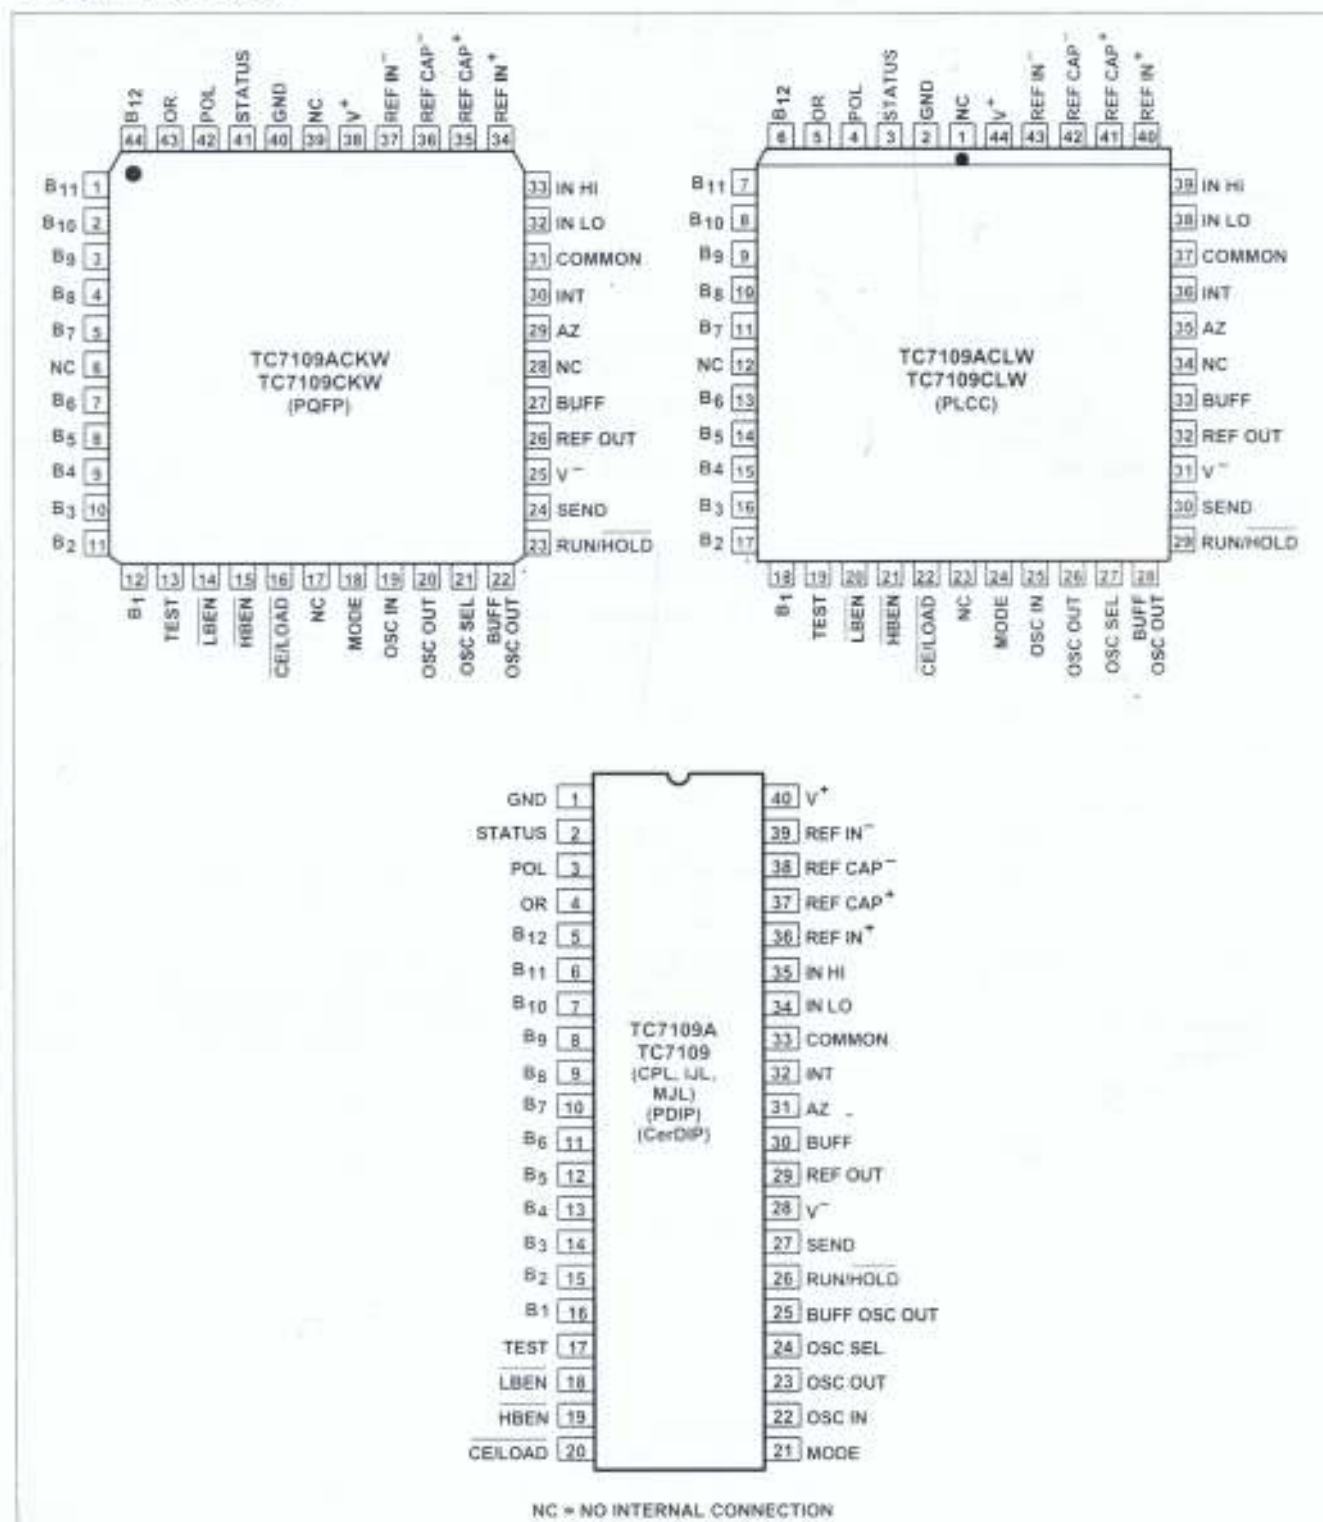 B12 OR POL STATUS GND NC V+ REF IN− REF CAP− REF CAP+ REF IN+
44 43 42 41 40 39 38 37 36 35 34
B11 1
B10 2
B9 3
B8 4
B7 5
NC 6
B6 7
B5 8
B4 9
B3 10
B2 11
TC7109ACKW
TC7109CKW
(PQFP)
33 IN HI
32 IN LO
31 COMMON
30 INT
29 AZ
28 NC
27 BUFF
26 REF OUT
25 V−
24 SEND
23 RUN/HOLD
12 13 14 15 16 17 18 19 20 21 22
B1 TEST LBEN HBEN CE/LOAD NC MODE OSC IN OSC OUT OSC SEL BUFF OSC OUT
B12 OR POL STATUS GND NC V+ REF IN− REF CAP− REF CAP+ REF IN+
6 5 4 3 2 1 44 43 42 41 40
B11 7
B10 8
B9 9
B8 10
B7 11
NC 12
B6 13
B5 14
B4 15
B3 16
B2 17
TC7109ACLW
TC7109CLW
(PLCC)
39 IN HI
38 IN LO
37 COMMON
36 INT
35 AZ
34 NC
33 BUFF
32 REF OUT
31 V−
30 SEND
29 RUN/HOLD
18 19 20 21 22 23 24 25 26 27 28
B1 TEST LBEN HBEN CE/LOAD NC MODE OSC IN OSC OUT OSC SEL BUFF OSC OUT
GND 1
STATUS 2
POL 3
OR 4
B12 5
B11 6
B10 7
B9 8
B8 9
B7 10
B6 11
B5 12
B4 13
B3 14
B2 15
B1 16
TEST 17
LBEN 18
HBEN 19
CE/LOAD 20
TC7109A
TC7109
(CPL, IJL,
MJL)
(PDIP)
(CerDIP)
40 V+
39 REF IN−
38 REF CAP−
37 REF CAP+
36 REF IN+
35 IN HI
34 IN LO
33 COMMON
32 INT
31 AZ
30 BUFF
29 REF OUT
28 V−
27 SEND
26 RUN/HOLD
25 BUFF OSC OUT
24 OSC SEL
23 OSC OUT
22 OSC IN
21 MODE
NC = NO INTERNAL CONNECTION